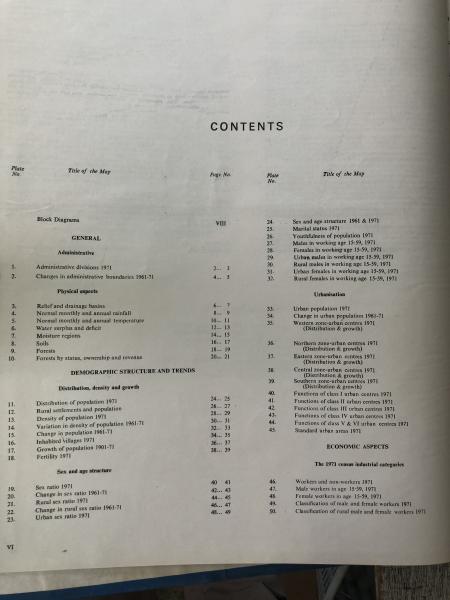 CONTENTS
Plate No.
Title of the Map
Page No.
Block Diagrams VIII
GENERAL
Administrative
1. Administrative divisions 1971 2... 3
2. Changes in administrative boundaries 1961-71 4... 5
Physical aspects
3. Relief and drainage basins 6... 7
4. Normal monthly and annual rainfall 8... 9
5. Normal monthly and annual temperature 10... 11
6. Water surplus and deficit 12... 13
7. Moisture regions 14... 15
8. Soils 16... 17
9. Forests 18... 19
10. Forests by status, ownership and revenue 20... 21
DEMOGRAPHIC STRUCTURE AND TRENDS
Distribution, density and growth
11. Distribution of population 1971 24... 25
12. Rural settlements and population 26... 27
13. Density of population 1971 28... 29
14. Variation in density of population 1961-71 30... 31
15. Change in population 1961-71 32... 33
16. Inhabited villages 1971 34... 35
17. Growth of population 1901-71 36... 37
18. Fertility 1971 38... 39
Sex and age structure
19. Sex ratio 1971 40 41
20. Change in sex ratio 1961-71 42... 43
21. Rural sex ratio 1971 44... 45
22. Change in rural sex ratio 1961-71 46... 47
23. Urban sex ratio 1971 48... 49
VI
Plate No.
Title of the Map
24. Sex and age structure 1961 & 1971
25. Marital status 1971
26. Youthfulness of population 1971
27. Males in working age 15-59, 1971
28. Females in working age 15-59, 1971
29. Urban males in working age 15-59, 1971
30. Rural males in working age 15-59, 1971
31. Urban females in working age 15-59, 1971
32. Rural females in working age 15-59, 1971
Urbanisation
33. Urban population 1971
34. Change in urban population 1961-71
35. Western zone-urban centres 1971
(Distribution & growth)
36. Northern zone-urban centres 1971
(Distribution & growth)
37. Eastern zone-urban centres 1971
(Distribution & growth)
38. Central zone-urban centres 1971
(Distribution & growth)
39. Southern zone-urban centres 1971
(Distribution & growth)
40. Functions of class I urban centres 1971
41. Functions of class II urban centres 1971
42. Functions of class III urban centres 1971
43. Functions of class IV urban centres 1971
44. Functions of class V & VI urban centres 1971
45. Standard urban areas 1971
ECONOMIC ASPECTS
The 1971 census industrial categories
46. Workers and non-workers 1971
47. Male workers in age 15-59, 1971
48. Female workers in age 15-59, 1971
49. Classification of male and female workers 1971
50. Classification of rural male and female workers 1971